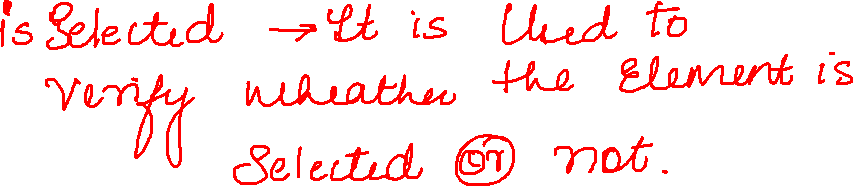 isSelected → It is Used to
verify wheather the Element is
Selected or not.